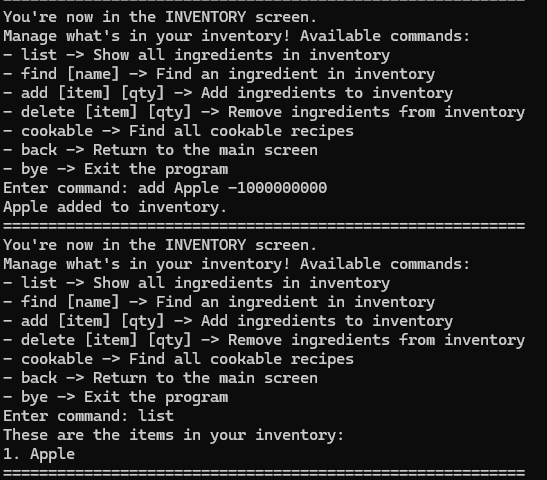 ==========================================================
You're now in the INVENTORY screen.
Manage what's in your inventory! Available commands:
- list -> Show all ingredients in inventory
- find [name] -> Find an ingredient in inventory
- add [item] [qty] -> Add ingredients to inventory
- delete [item] [qty] -> Remove ingredients from inventory
- cookable -> Find all cookable recipes
- back -> Return to the main screen
- bye -> Exit the program
Enter command: add Apple -1000000000
Apple added to inventory.
==========================================================
You're now in the INVENTORY screen.
Manage what's in your inventory! Available commands:
- list -> Show all ingredients in inventory
- find [name] -> Find an ingredient in inventory
- add [item] [qty] -> Add ingredients to inventory
- delete [item] [qty] -> Remove ingredients from inventory
- cookable -> Find all cookable recipes
- back -> Return to the main screen
- bye -> Exit the program
Enter command: list
These are the items in your inventory:
1. Apple
==========================================================